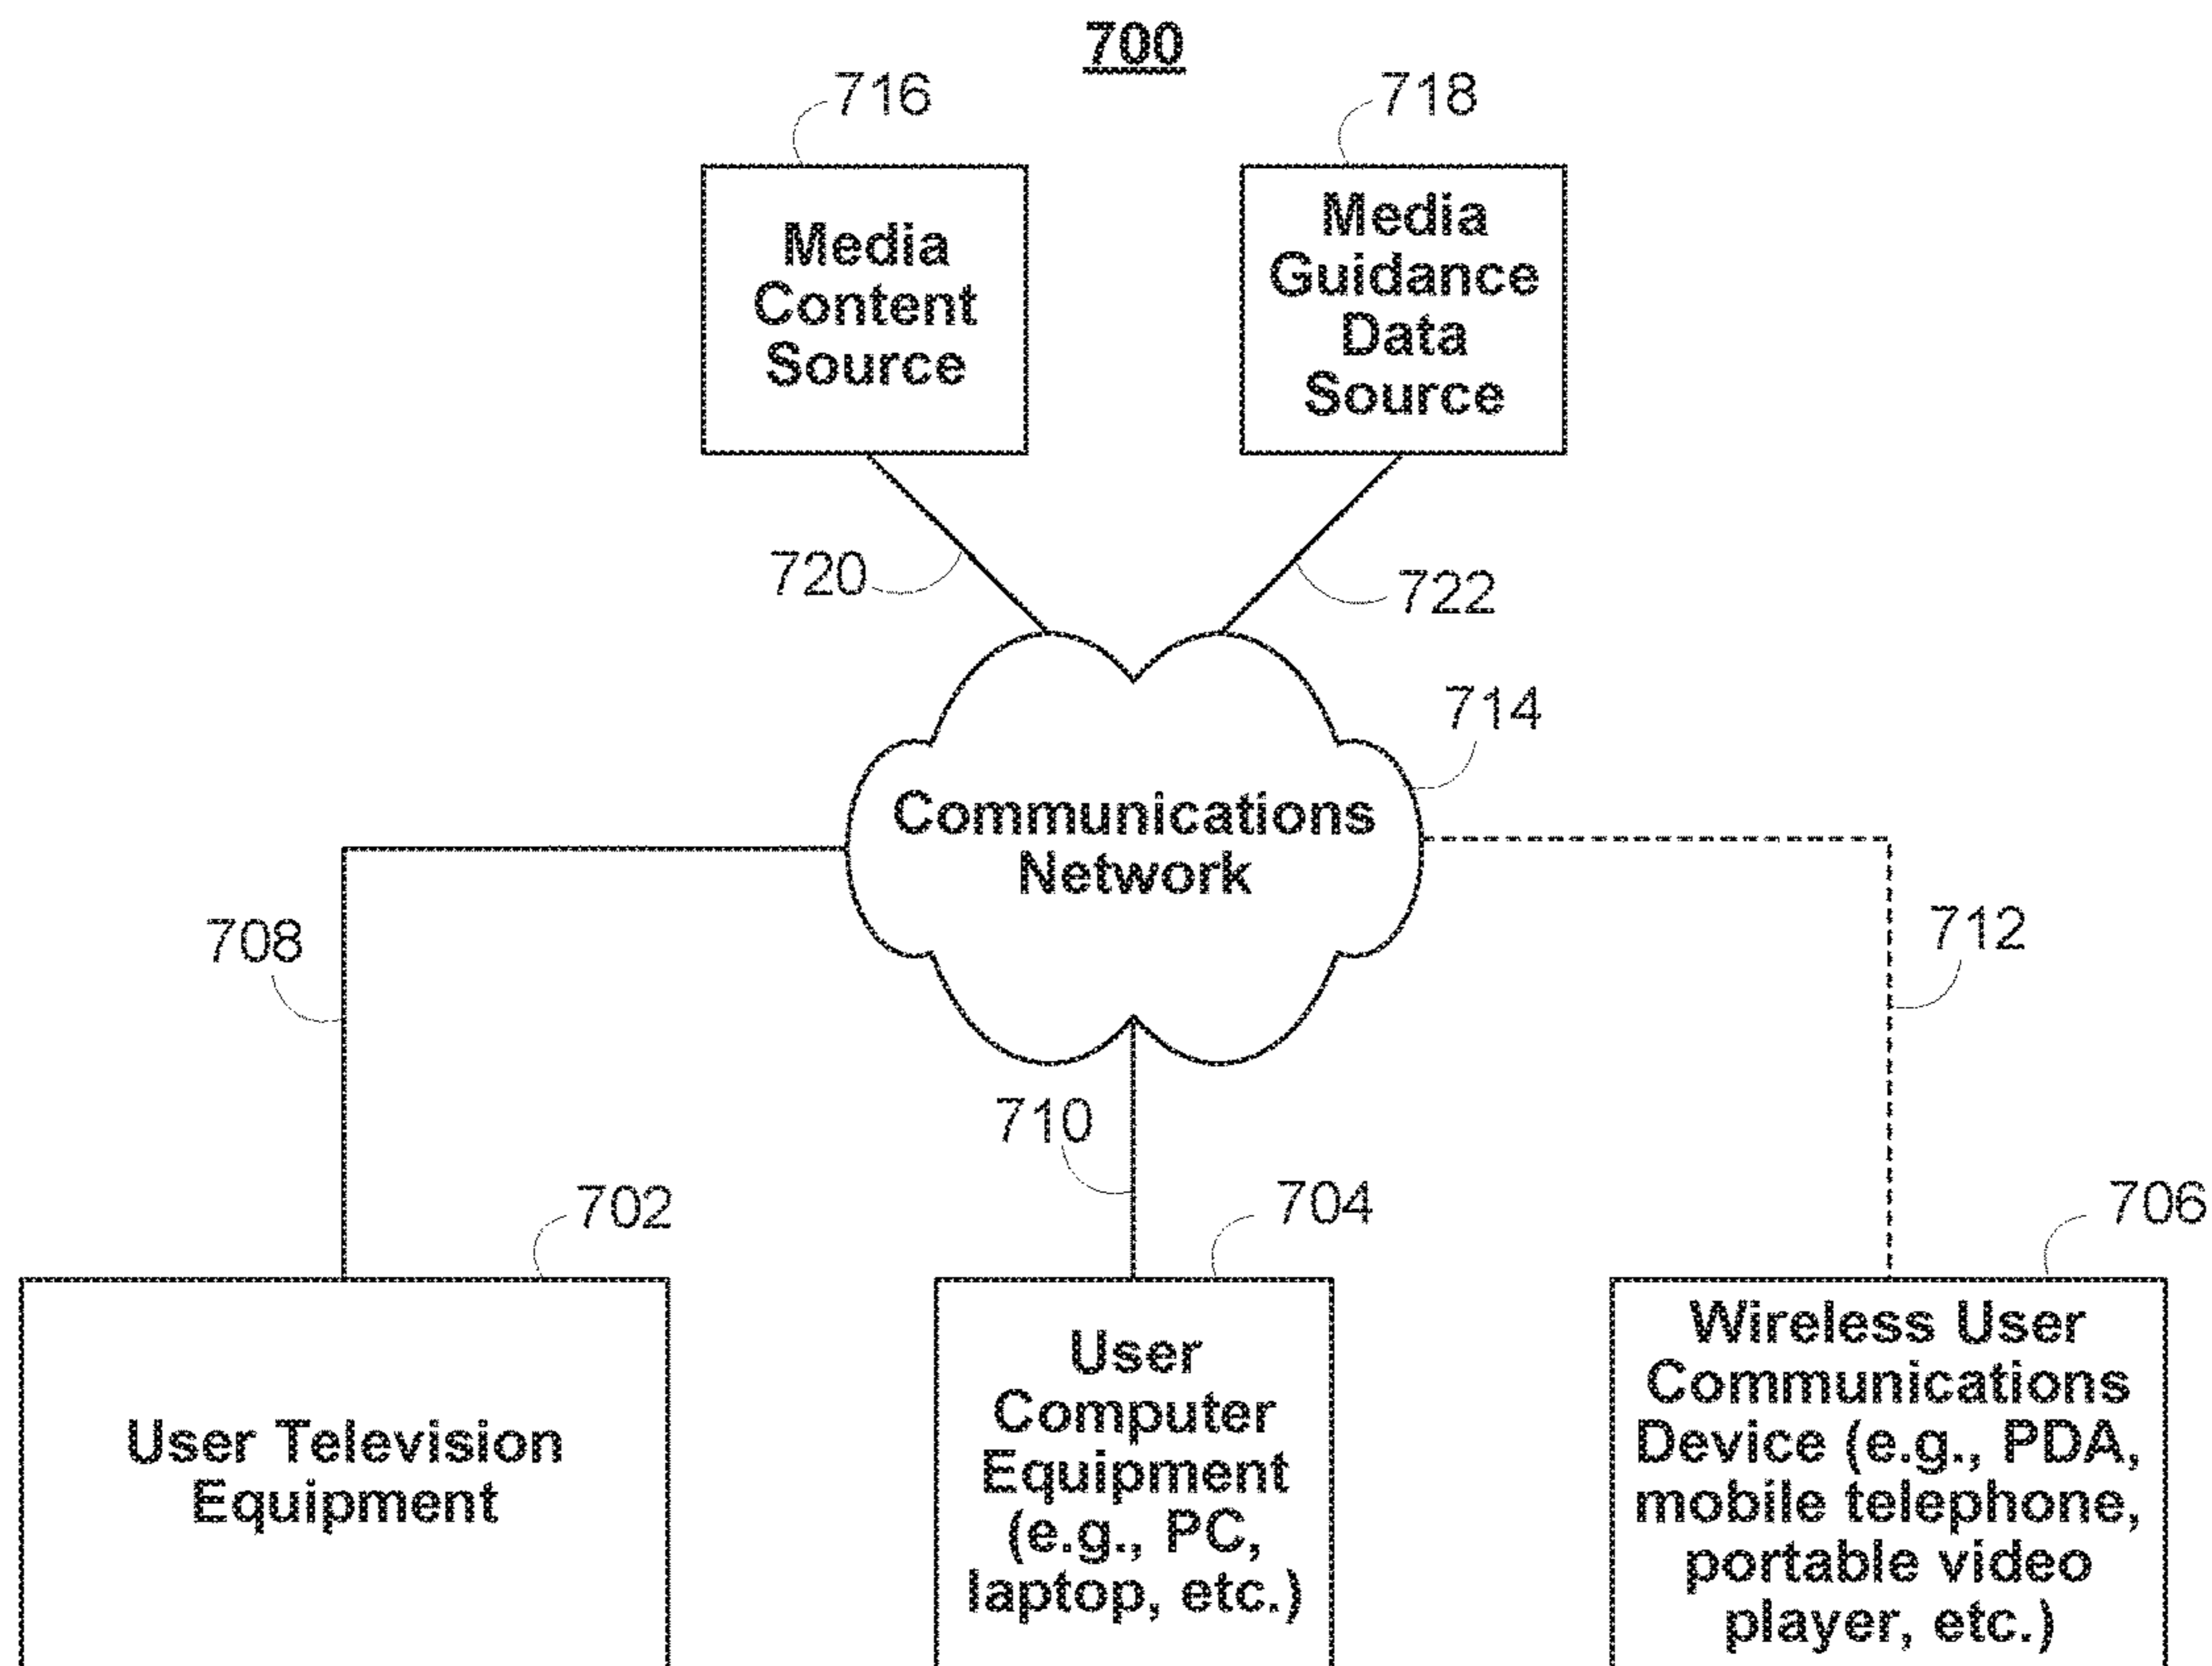 700
716
718
Media
Content
Source
Media
Guidance
Data
Source
720
722
714
Communications
Network
708
712
710
702
704
706
User Television
Equipment
User
Computer
Equipment
(e.g., PC,
laptop, etc.)
Wireless User
Communications
Device (e.g., PDA,
mobile telephone,
portable video
player, etc.)